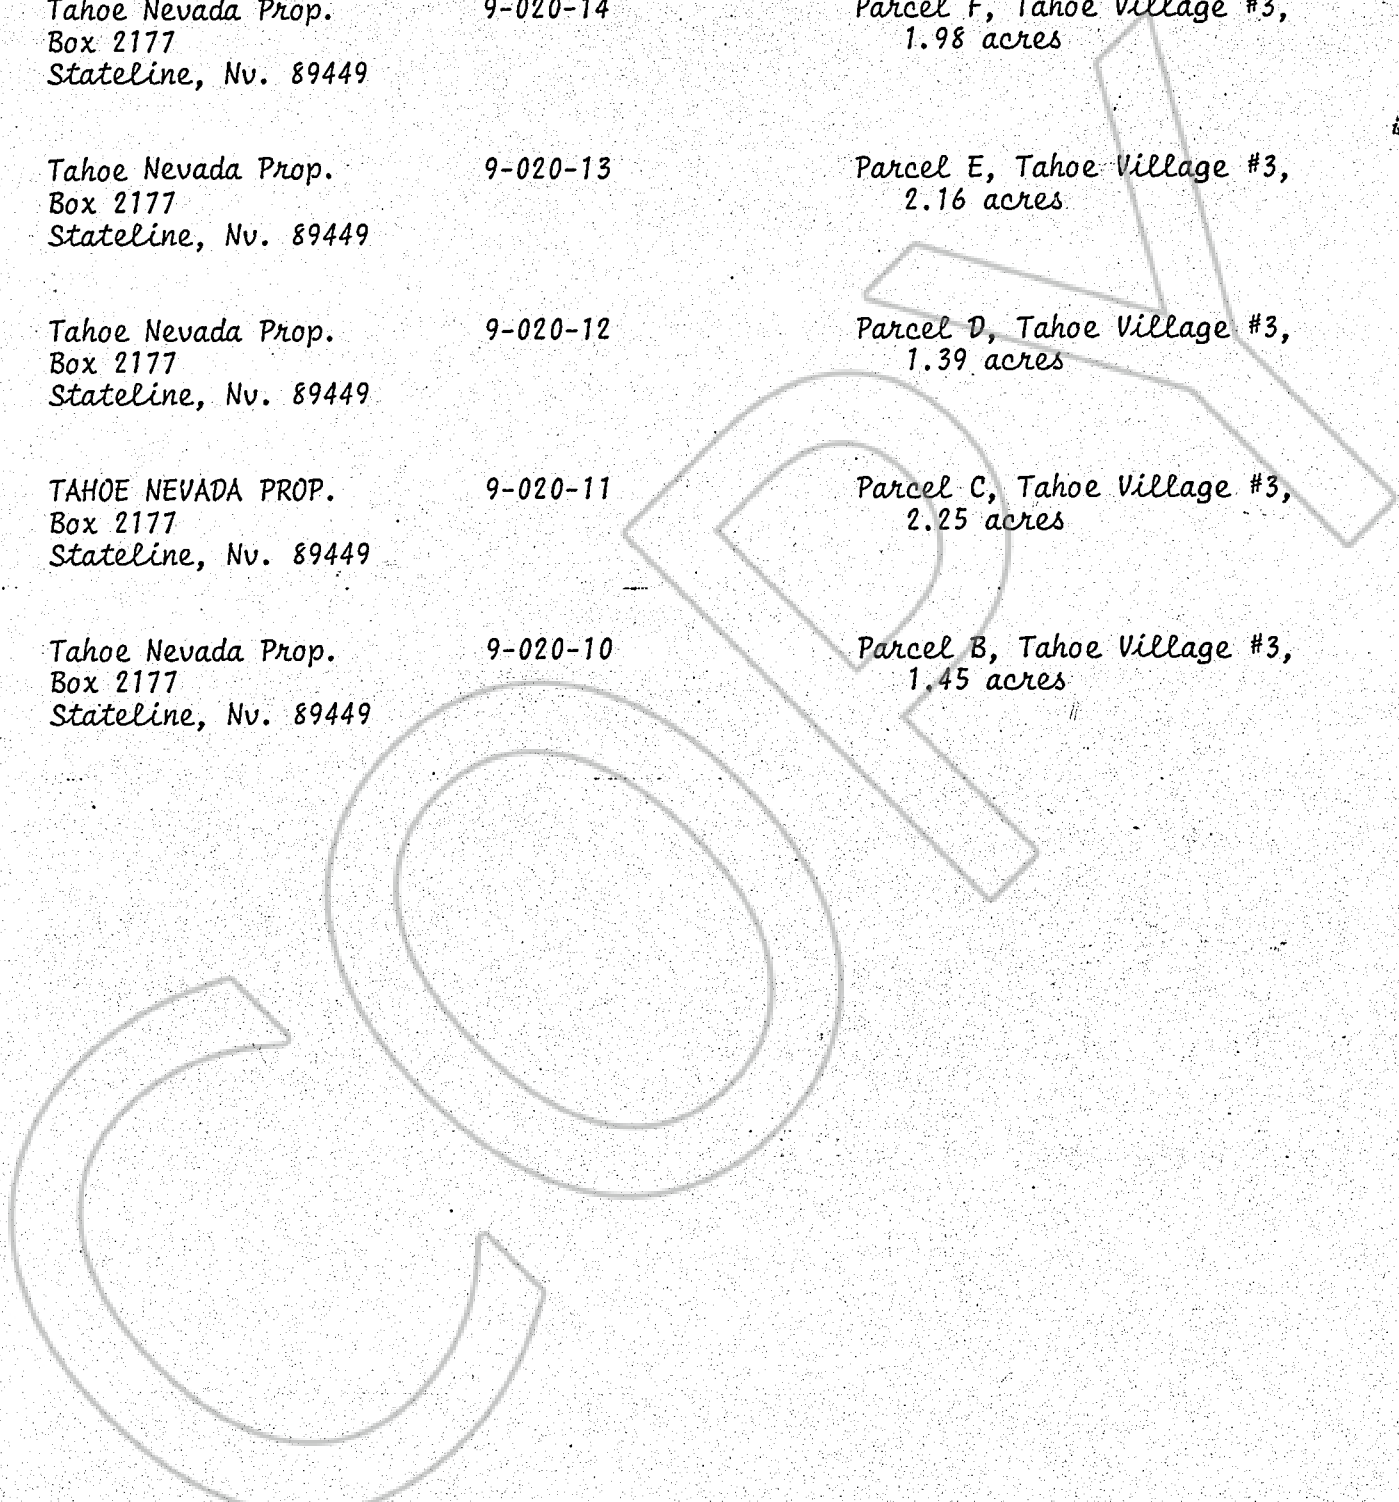 Tahoe Nevada Prop. 9-020-14 Parcel F, Tahoe Village #3,
Box 2177 1.98 acres
Stateline, Nv. 89449
Tahoe Nevada Prop. 9-020-13 Parcel E, Tahoe Village #3,
Box 2177 2.16 acres
Stateline, Nv. 89449
Tahoe Nevada Prop. 9-020-12 Parcel D, Tahoe Village #3,
Box 2177 1.39 acres
Stateline, Nv. 89449
TAHOE NEVADA PROP. 9-020-11 Parcel C, Tahoe Village #3,
Box 2177 2.25 acres
Stateline, Nv. 89449
Tahoe Nevada Prop. 9-020-10 Parcel B, Tahoe Village #3,
Box 2177 1.45 acres
Stateline, Nv. 89449
COPY